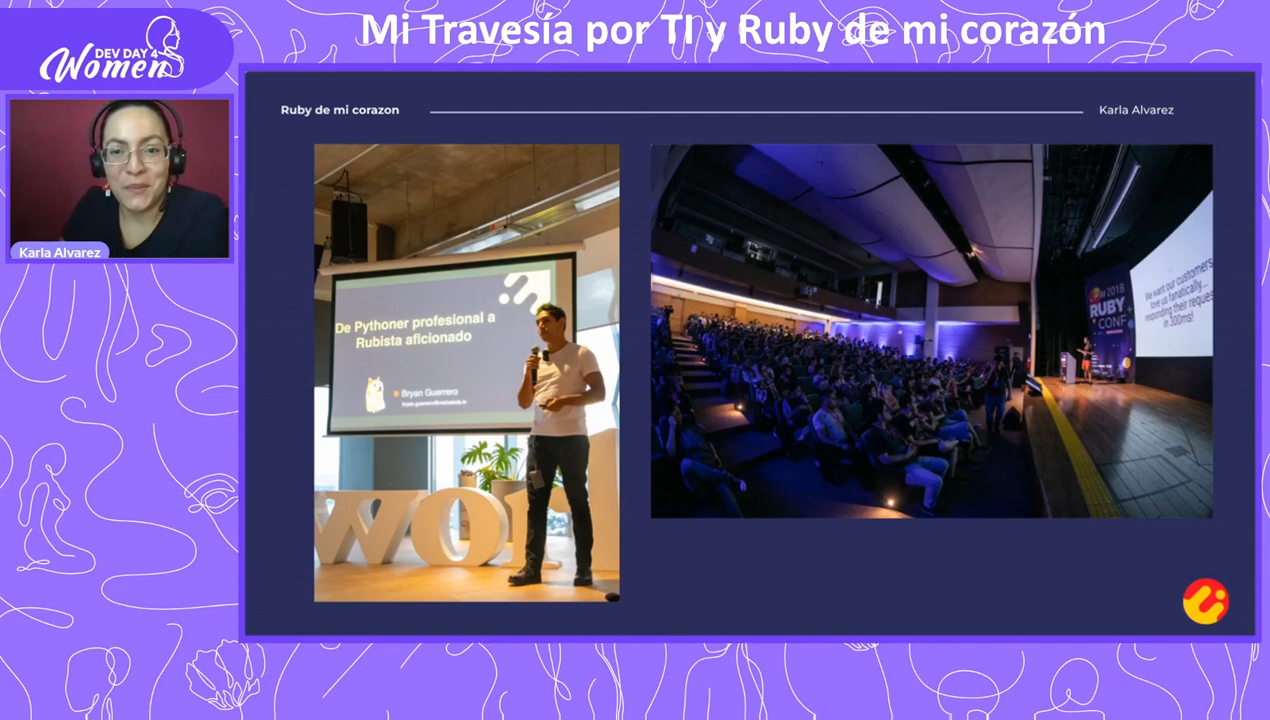 Mi Travesía por TI y Ruby de mi corazón
DEV DAY 4
Women
Karla Alvarez
Ruby de mi corazon
Karla Alvarez
De Pythoner profesional a
Rubista aficionado
Bryan Guerrero
2018
RUBY
CONF
We want our customers
love us fanatically...
responding their reques
in 300ms!